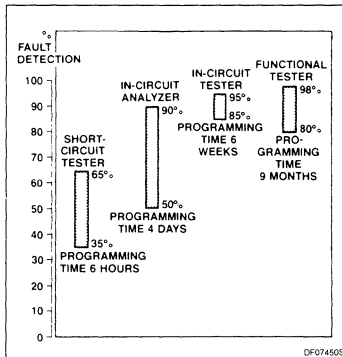 %
FAULT
DETECTION
100
90
80
70
60
50
40
30
20
10
0
SHORT-
CIRCUIT
TESTER
65%
35%
PROGRAMMING
TIME 6 HOURS
IN-CIRCUIT
ANALYZER
90%
50%
PROGRAMMING
TIME 4 DAYS
IN-CIRCUIT
TESTER
95%
85%
PROGRAMMING
TIME 6
WEEKS
FUNCTIONAL
TESTER
98%
80%
PRO-
GRAMMING
TIME
9 MONTHS
DF07450S